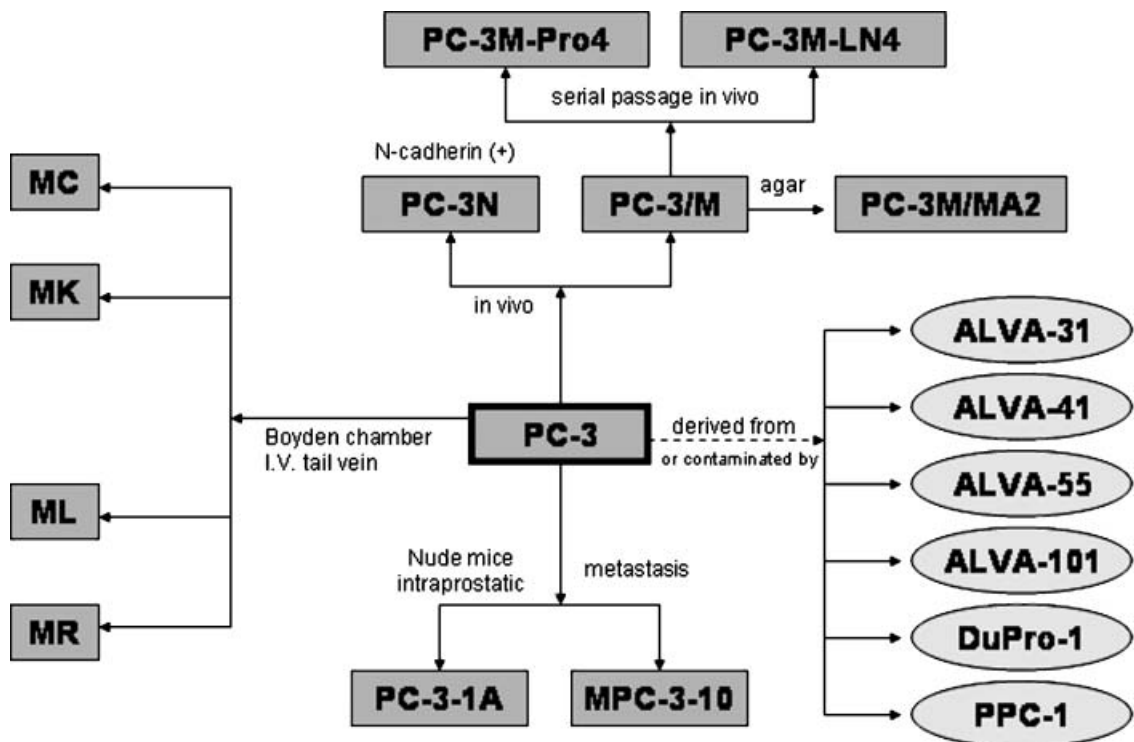 PC-3M-Pro4
PC-3M-LN4
serial passage in vivo
N-cadherin (+)
MC
PC-3N
PC-3/M
agar
PC-3M/MA2
MK
in vivo
ALVA-31
ALVA-41
PC-3
derived from
or contaminated by
Boyden chamber
I.V. tail vein
ALVA-55
ML
ALVA-101
Nude mice
intraprostatic
metastasis
MR
DuPro-1
PC-3-1A
MPC-3-10
PPC-1